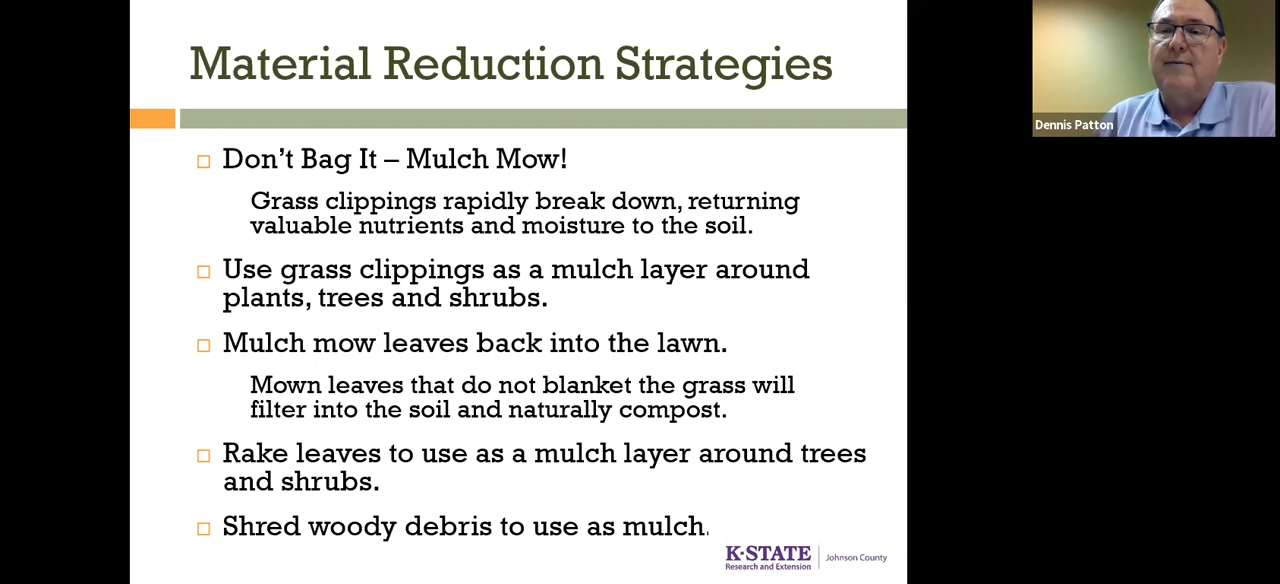 Material Reduction Strategies
Don't Bag It – Mulch Mow!
Grass clippings rapidly break down, returning
valuable nutrients and moisture to the soil.
Use grass clippings as a mulch layer around
plants, trees and shrubs.
Mulch mow leaves back into the lawn.
Mown leaves that do not blanket the grass will
filter into the soil and naturally compost.
Rake leaves to use as a mulch layer around trees
and shrubs.
Shred woody debris to use as mulch.
K-STATE
Research and Extension
Johnson County
Dennis Patton